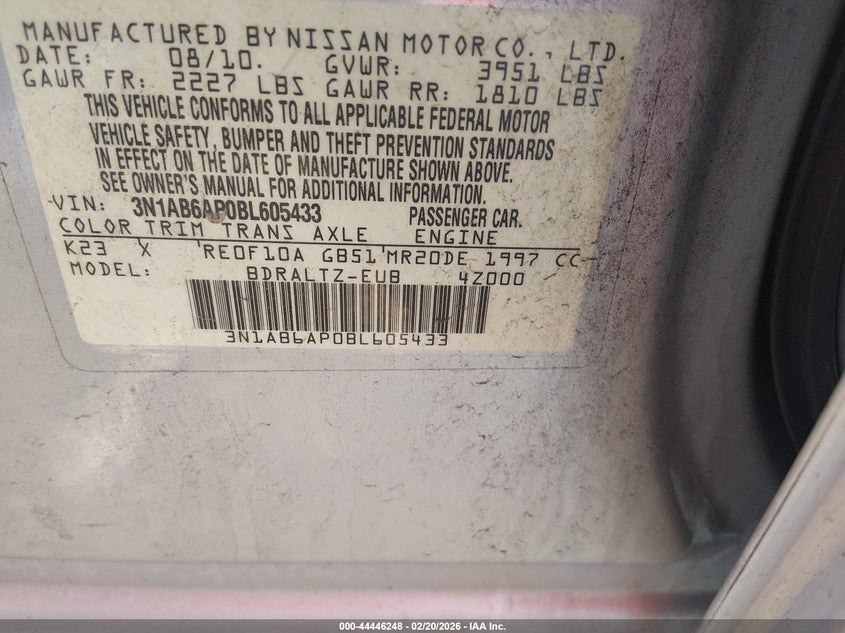 MANUFACTURED BY NISSAN MOTOR CO., LTD.
DATE: 08/10. GVWR: 3951 LBS
GAWR FR: 2227 LBS GAWR RR: 1810 LBS
THIS VEHICLE CONFORMS TO ALL APPLICABLE FEDERAL MOTOR
VEHICLE SAFETY, BUMPER AND THEFT PREVENTION STANDARDS
IN EFFECT ON THE DATE OF MANUFACTURE SHOWN ABOVE.
SEE OWNER'S MANUAL FOR ADDITIONAL INFORMATION.
VIN: 3N1AB6AP0BL605433 PASSENGER CAR.
COLOR TRIM TRANS AXLE ENGINE
K23 X RE0F10A GB51 MR20DE 1997 CC
MODEL: BDRALTZ-EUB 4Z000
3N1AB6AP0BL605433
000-44446248 - 02/20/2026 - IAA Inc.